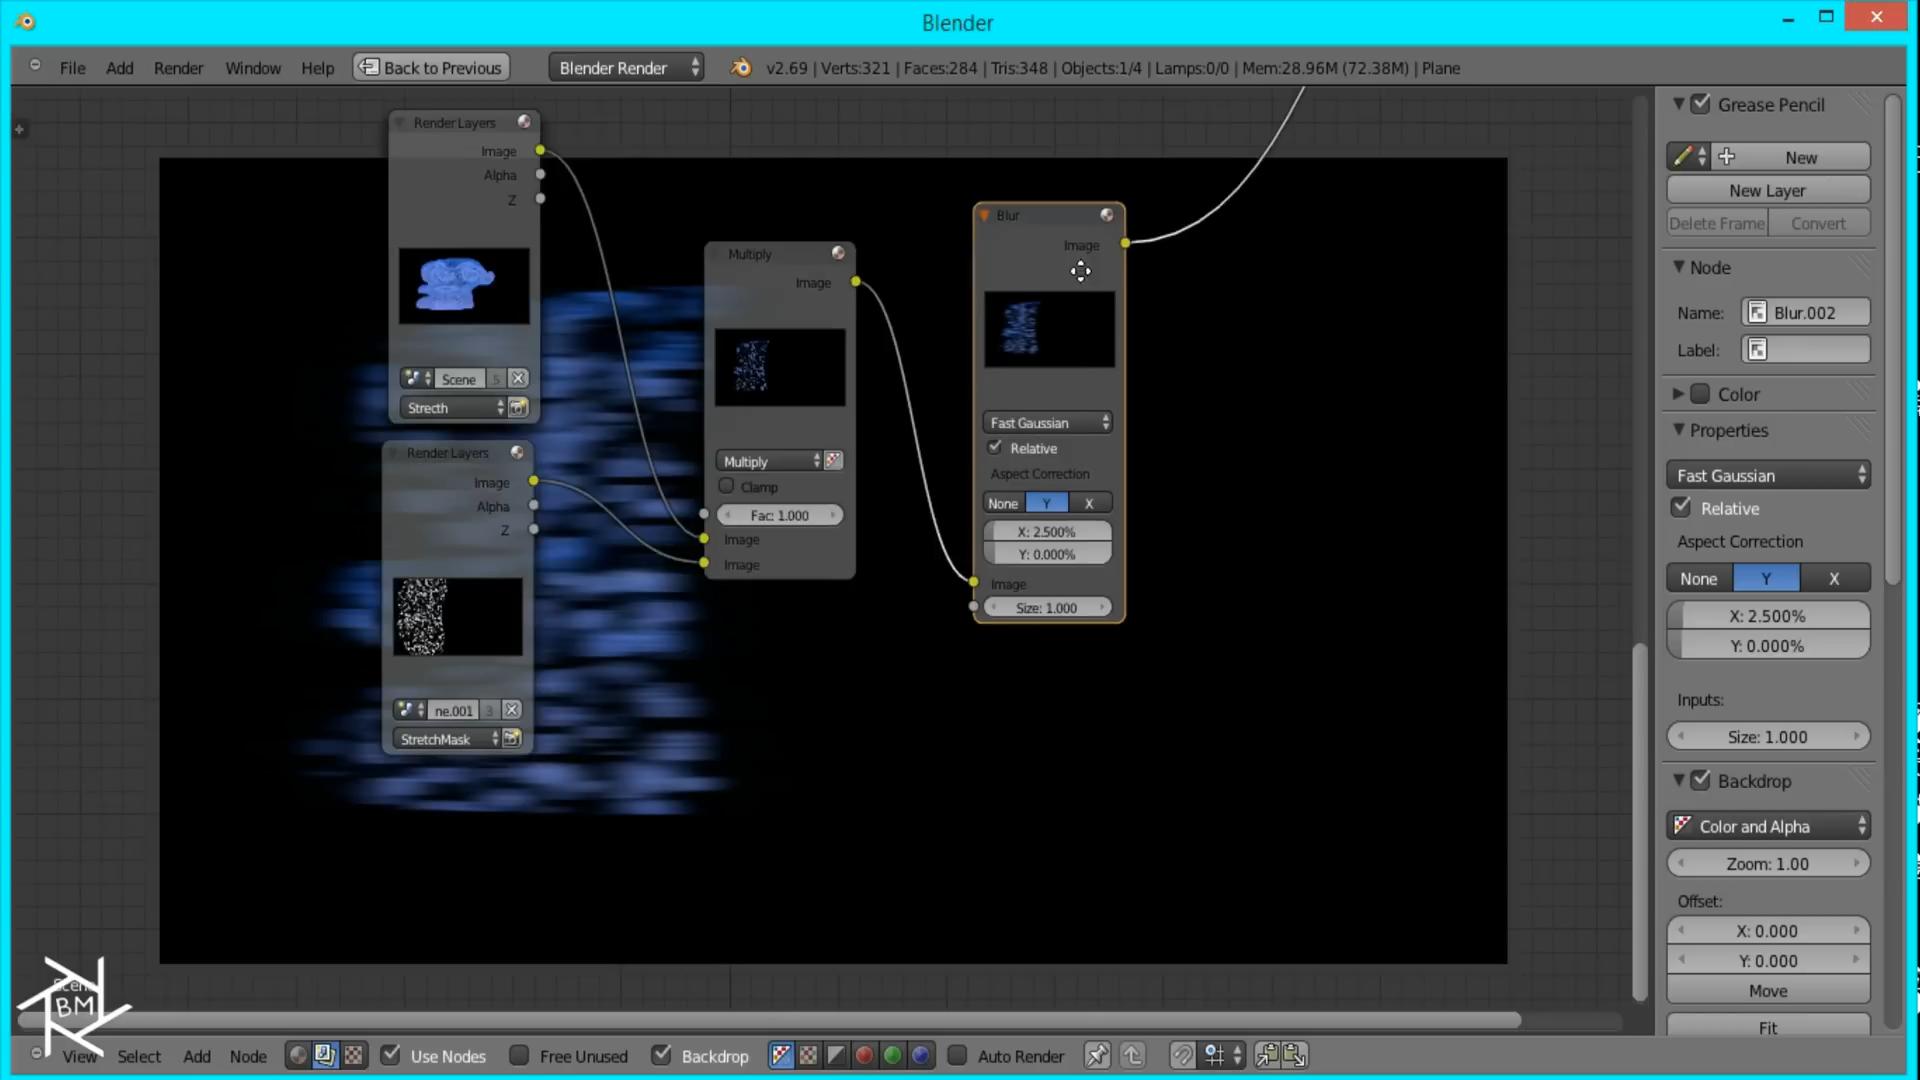 Blender
File Add Render Window Help Back to Previous Blender Render v2.69 | Verts:321 | Faces:284 | Tris:348 | Objects:1/4 | Lamps:0/0 | Mem:28.96M (72.38M) | Plane
Render Layers
Image
Alpha
Z
Scene 5
Strecth
Render Layers
Image
Alpha
Z
ne.001 3
StretchMask
Multiply
Image
Multiply
Clamp
Fac: 1.000
Image
Image
Blur
Image
Fast Gaussian
Relative
Aspect Correction
None Y X
X: 2.500%
Y: 0.000%
Image
Size: 1.000
Grease Pencil
New
New Layer
Delete Frame Convert
Node
Name: Blur.002
Label:
Color
Properties
Fast Gaussian
Relative
Aspect Correction
None Y X
X: 2.500%
Y: 0.000%
Inputs:
Size: 1.000
Backdrop
Color and Alpha
Zoom: 1.00
Offset:
X: 0.000
Y: 0.000
Move
Fit
Scene
BM
View Select Add Node Use Nodes Free Unused Backdrop Auto Render